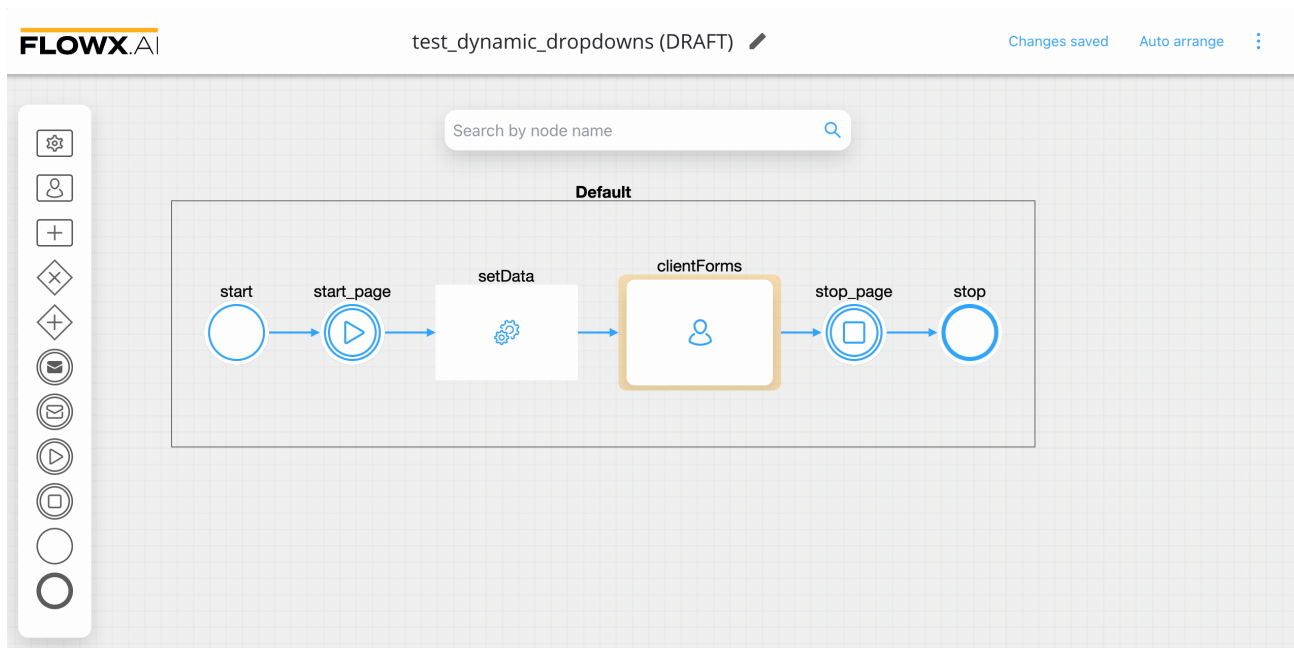 FLOWX.AI
test_dynamic_dropdowns (DRAFT)
Changes saved
Auto arrange
Search by node name
Default
start
start_page
setData
clientForms
stop_page
stop